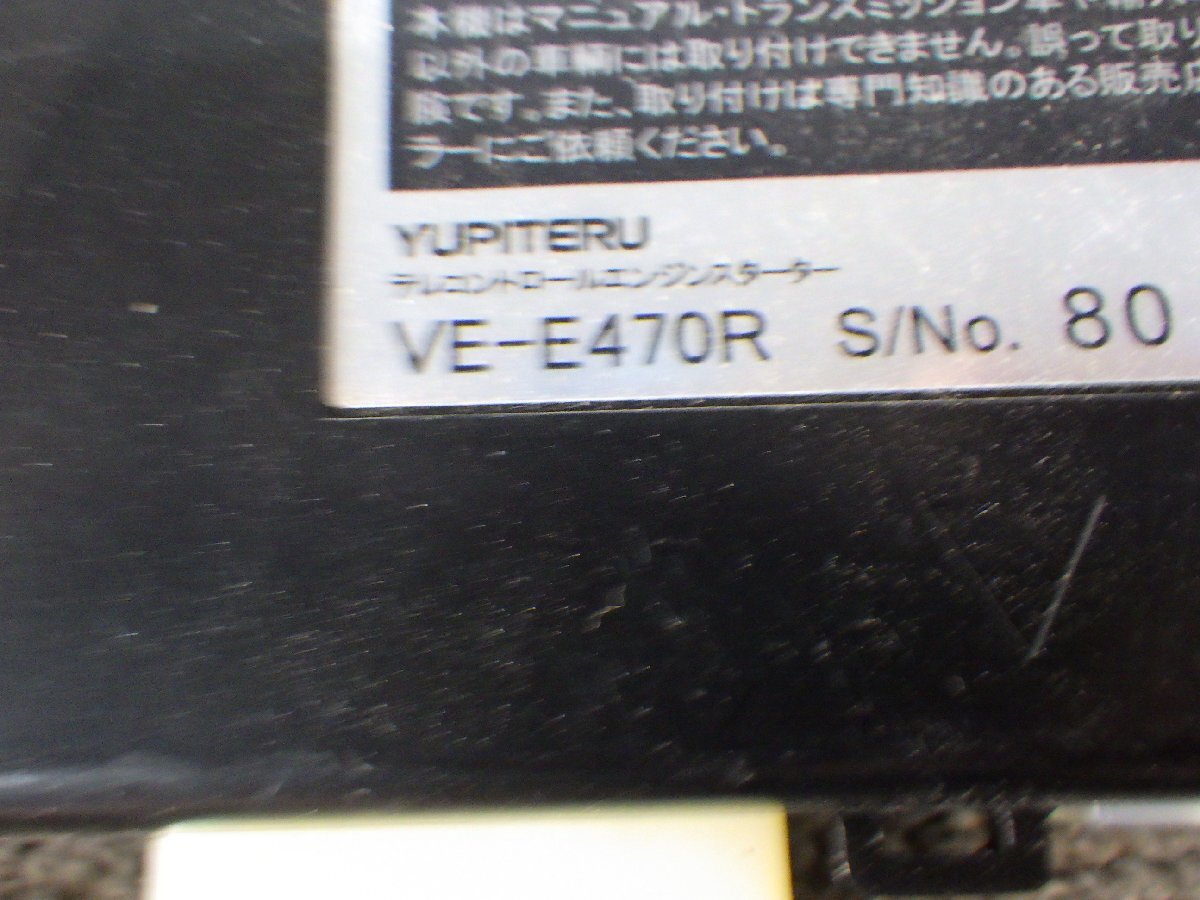 本機はマニュアル・トランスミッション車や
以外の車輌には取り付けできません。誤って取り
険です。また、取り付けは専門知識のある販売店
ラーにご依頼ください。
YUPITERU
テレコントロールエンジンスターター
VE-E470R S/No. 80